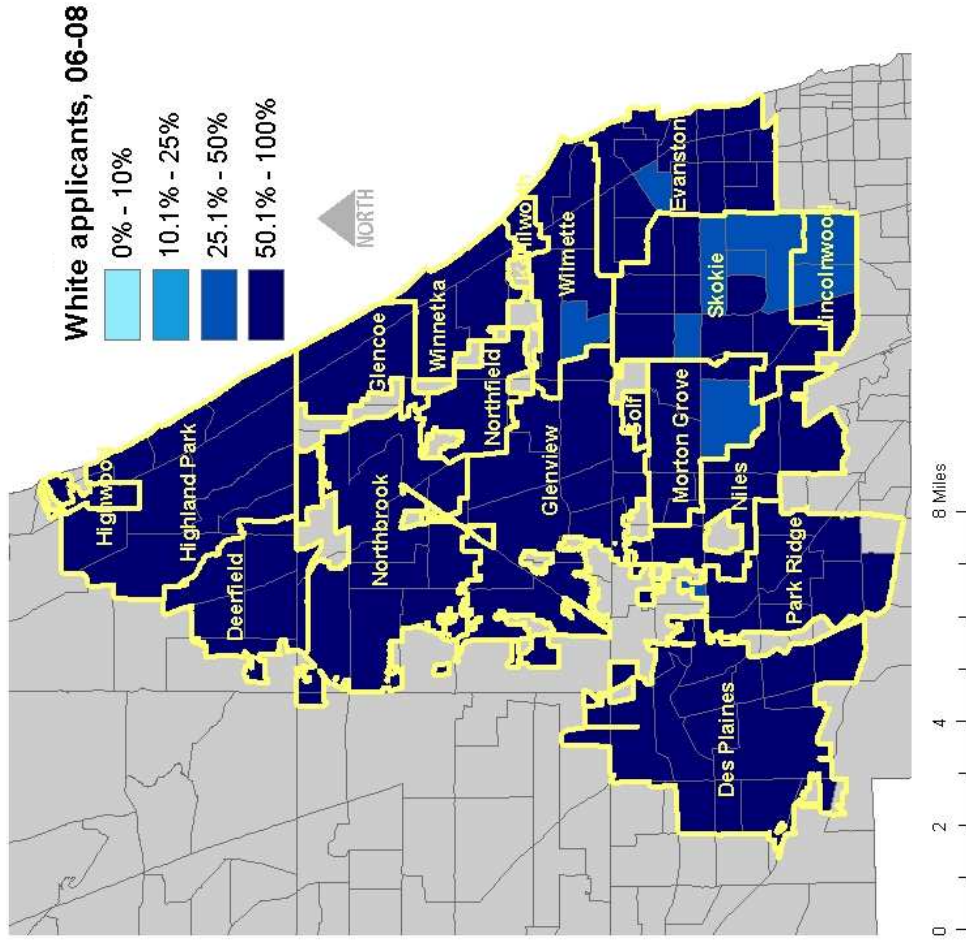 White applicants, 06-08
0% - 10%
10.1% - 25%
25.1% - 50%
50.1% - 100%
NORTH
Highwood
Highland Park
Deerfield
Glencoe
Northbrook
Winnetka
Northfield
Wilmette
Glenview
Golf
Evanston
Skokie
Morton Grove
Niles
Lincolnwood
Park Ridge
Des Plaines
0 2 4 8 Miles